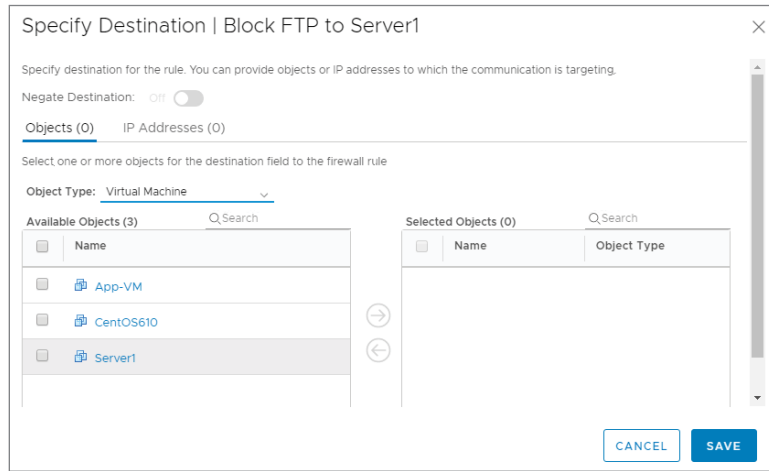 Specify Destination | Block FTP to Server1
Specify destination for the rule. You can provide objects or IP addresses to which the communication is targeting.
Negate Destination: Off
Objects (0) IP Addresses (0)
Select one or more objects for the destination field to the firewall rule
Object Type: Virtual Machine
Available Objects (3) Search Selected Objects (0) Search
Name Name Object Type
App-VM
CentOS610
Server1
CANCEL SAVE